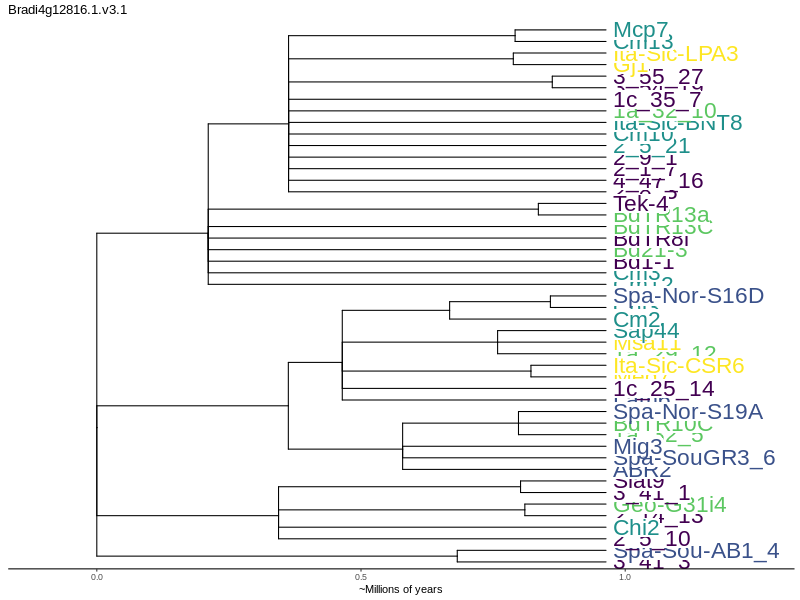 Bradi4g12816.1.v3.1
Mcp7
Cm13
Ita-Sic-LPA3
3_55_27
1c_35_7
1a_32_10
Ita-Sic-BNT8
Cm10
2_5_21
2_9_1
2_1_7
4_47_16
Tek-4
BdTR13a
BdTR13C
BdTR8i
Bd21-3
Bd1-1
Cm3
Spa-Nor-S16D
Cm2
Sap44
Msa11
Ita-Sic-CSR6
1c_25_14
Spa-Nor-S19A
BdTR10C
Mig3
Spa-SouGR3_6
ABR2
Slat9
3_41_1
Geo-G31i4
Chi2
2_5_10
Spa-Sou-AB1_4
3_41_3
0.0
0.5
1.0
~Millions of years